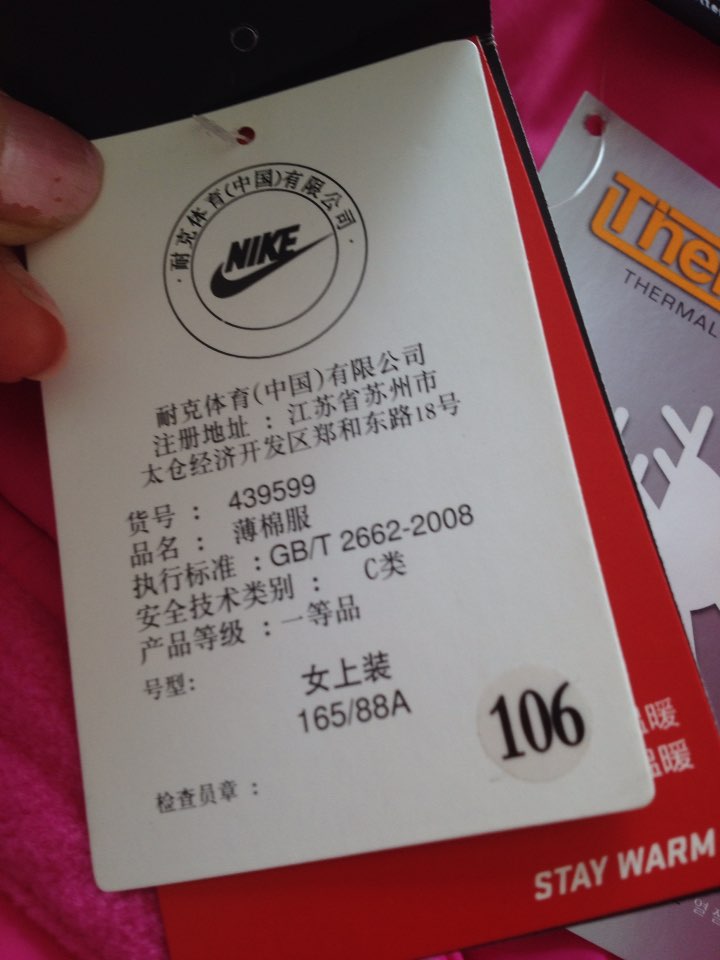 ·耐克体育(中国)有限公司·
NIKE
耐克体育(中国)有限公司
注册地址 : 江苏省苏州市
太仓经济开发区郑和东路18号
货号 : 439599
品名 : 薄棉服
执行标准 : GB/T 2662-2008
安全技术类别 : C类
产品等级 : 一等品
号型: 女上装
165/88A
106
检查员章 :
THERMAL
温暖
温暖
STAY WARM